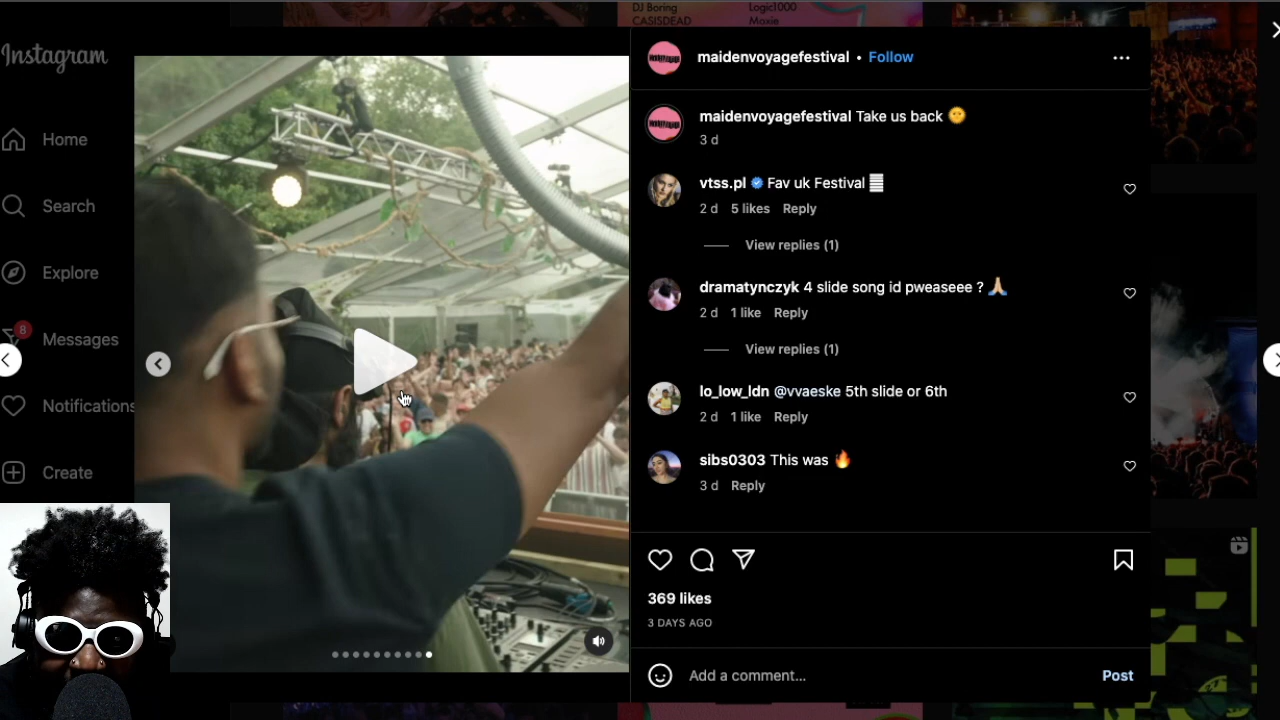 DJ Boring Logic1000
CASISDEAD Moxie
Instagram
Home
Search
Explore
8
Messages
Notifications
Create
maidenvoyagefestival • Follow
maidenvoyagefestival Take us back 🌞
3 d
vtss.pl Fav uk Festival
2 d 5 likes Reply
View replies (1)
dramatynczyk 4 slide song id pweaseee ? 🙏🏼
2 d 1 like Reply
View replies (1)
lo_low_ldn @vvaeske 5th slide or 6th
2 d 1 like Reply
sibs0303 This was 🔥
3 d Reply
369 likes
3 DAYS AGO
Add a comment...
Post